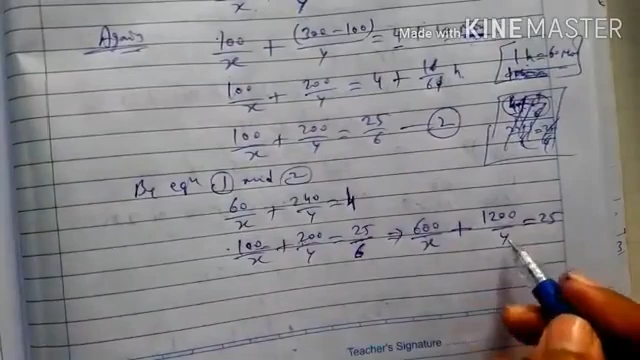 Again 100/x + (300-100)/y = 4
Made with KINEMASTER
100/x + 200/y = 4 + 10/60 h
100/x + 200/y = 25/6 — (2)
By eqn (1) and (2)
60/x + 240/y = 4
100/x + 200/y = 25/6 ⇒ 600/x + 1200/y = 25
Teacher's Signature